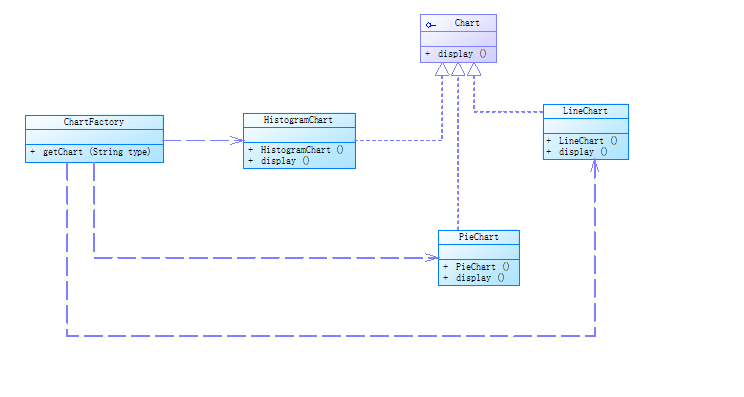 Chart
+ display ()
ChartFactory
+ getChart (String type)
HistogramChart
+ HistogramChart ()
+ display ()
LineChart
+ LineChart ()
+ display ()
PieChart
+ PieChart ()
+ display ()